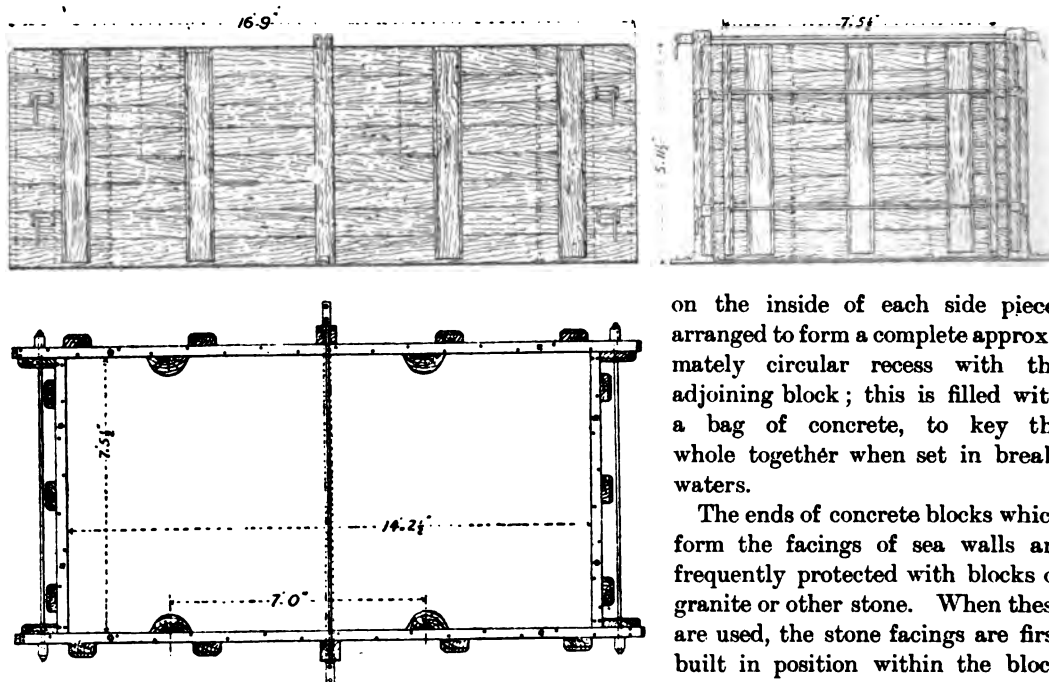 16·9"
7·5½"
5·11½"
7·5½"
14·2½"
7·0"
on the inside of each side piece
arranged to form a complete approx
mately circular recess with th
adjoining block ; this is filled wit
a bag of concrete, to key th
whole together when set in break
waters.
The ends of concrete blocks whic
form the facings of sea walls ar
frequently protected with blocks o
granite or other stone. When thes
are used, the stone facings are firs
built in position within the bloc